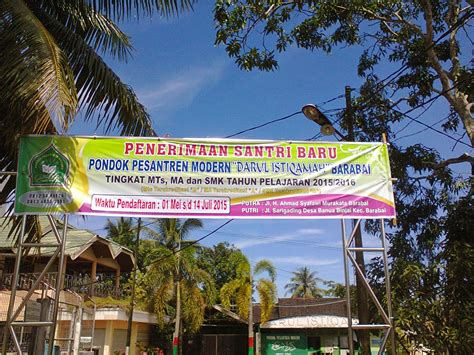 PENERIMAAN SANTRI BARU
PONDOK PESANTREN MODERN "DARUL ISTIQAMAH" BARABAI
TINGKAT MTs, MA dan SMK TAHUN PELAJARAN 2015/2016
Waktu Pendaftaran : 01 Mei s/d 14 Juli 2015
PUTRA : Jl. H. Ahmad Syafawi Murakata Barabai
PUTRI : Jl. Sarigading Desa Banua Binjai Kec. Barabai